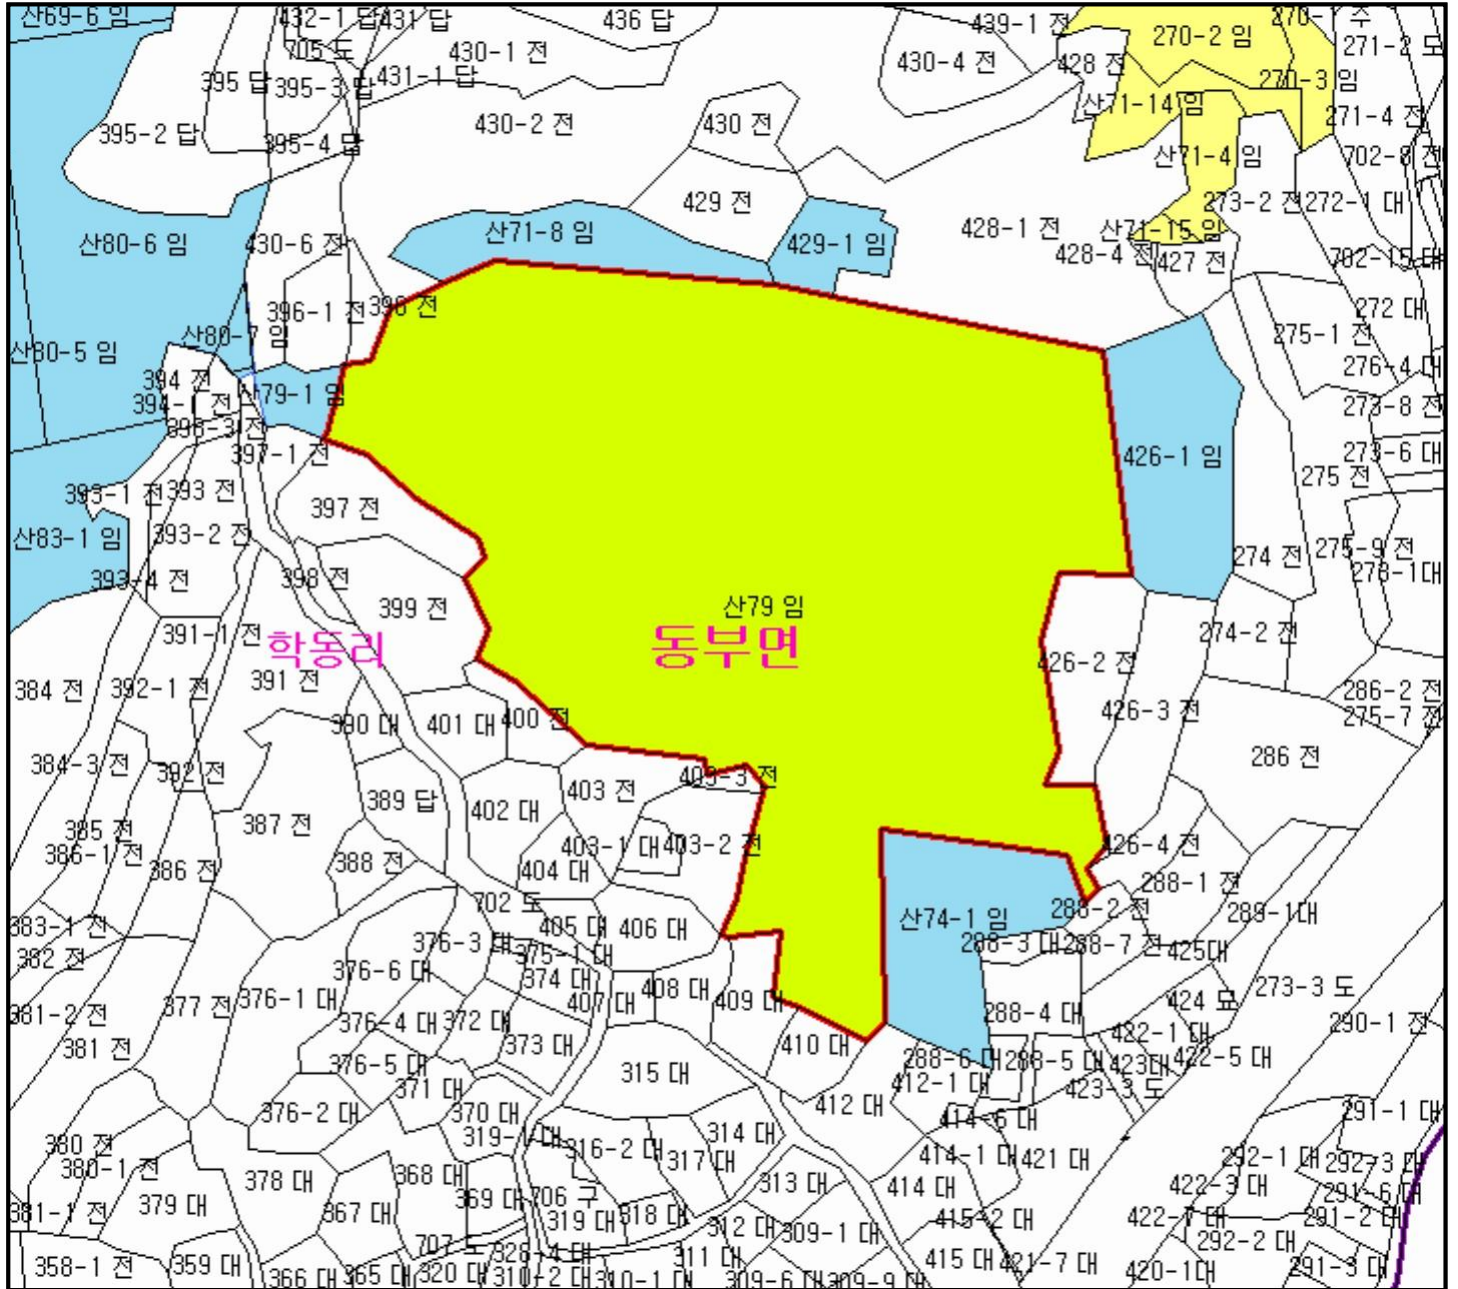 산69-6 임
432-1 답
431 답
436 답
439-1 전
270-2 임
271-2 도
705 도
430-1 전
430-4 전
428 전
270-3 임
395 답
395-3 답
431-1 답
산71-14 임
271-4 전
395-2 답
395-4 답
430-2 전
430 전
산71-4 임
702-8 전
429 전
273-2 전
272-1 대
산80-6 임
430-6 전
산71-8 임
429-1 임
428-1 전
산71-15 임
428-4 전
427 전
702-15 대
396-1 전
396 전
272 대
산80-5 임
산80-7 임
275-1 전
276-4 대
394 전
산79-1 임
394-1 전
273-8 전
397-1 전
426-1 임
273-6 대
393-1 전
393 전
397 전
275 전
산83-1 임
393-2 전
274 전
275-9 전
393-4 전
398 전
278-1대
399 전
산79 임
391-1 전
학동리
동부면
274-2 전
426-2 전
384 전
392-1 전
391 전
286-2 전
390 대
401 대
400 전
426-3 전
275-7 전
384-3 전
392 전
286 전
403-3 전
389 답
402 대
403 전
385 전
387 전
386-1 전
403-1 대
403-2 전
426-4 전
386 전
388 전
404 대
288-1 전
702 도
288-2 전
289-1대
383-1 전
405 대
406 대
산74-1 임
382 전
376-3 대
375-1 대
288-3 대
288-7 전
425대
376-6 대
374 대
408 대
273-3 도
377 전
376-1 대
407 대
409 대
424 묘
381-2 전
376-4 대
372 대
288-4 대
290-1 전
381 전
373 대
410 대
422-1 대
376-5 대
315 대
288-6 대
288-5 대
423대
422-5 대
371 대
412-1 대
423-3 도
376-2 대
370 대
412 대
414-6 대
291-1 대
380 전
319-1 대
316-2 대
314 대
380-1 전
317 대
414-1 대
421 대
292-1 대
292-3 대
378 대
368 대
313 대
414 대
422-3 대
291-6 대
381-1 전
379 대
367 대
369 대
706 구
319 대
318 대
312 대
309-1 대
415-2 대
422-7 대
291-2 대
358-1 전
359 대
707 도
328-4 대
311 대
415 대
421-7 대
292-2 대
366 대
365 대
320 대
310-2 대
310-1 대
309-6 대
309-9 대
420-1대
291-3 대